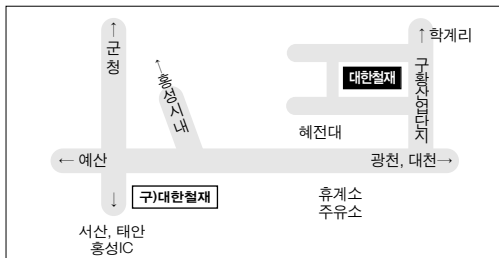 ↑군청
↑홍성시내
↑학계리
구황산업단지
대한철재
혜전대
← 예산
광천, 대천→
↓
구)대한철재
서산, 태안
홍성IC
휴게소
주유소